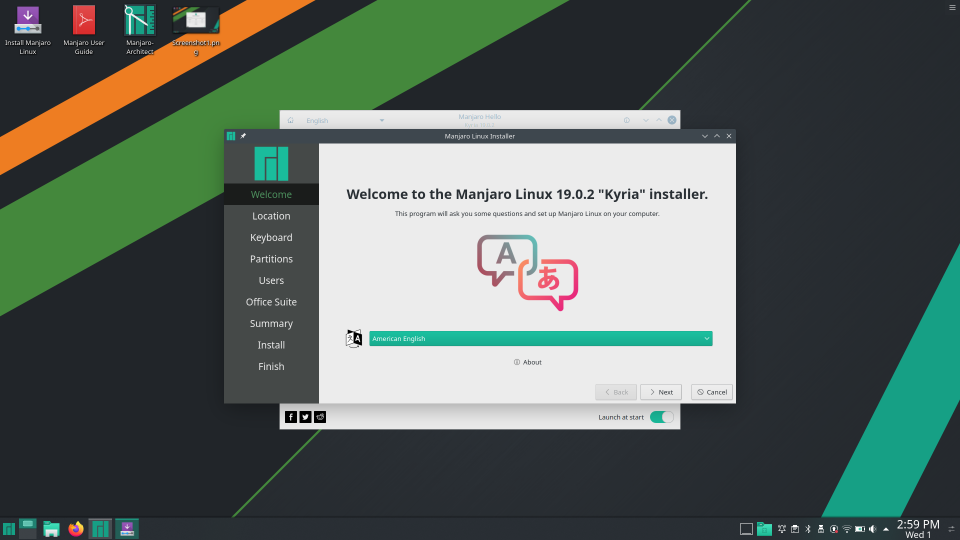 Install Manjaro
Linux
Manjaro User
Guide
Manjaro-
Architect
English
Manjaro Hello
Manjaro Linux Installer
Welcome
Location
Keyboard
Partitions
Users
Office Suite
Summary
Install
Finish
Welcome to the Manjaro Linux 19.0.2 "Kyria" installer.
This program will ask you some questions and set up Manjaro Linux on your computer.
A
あ
American English
About
Back
Next
Cancel
Launch at start
2:59 PM
Wed 1